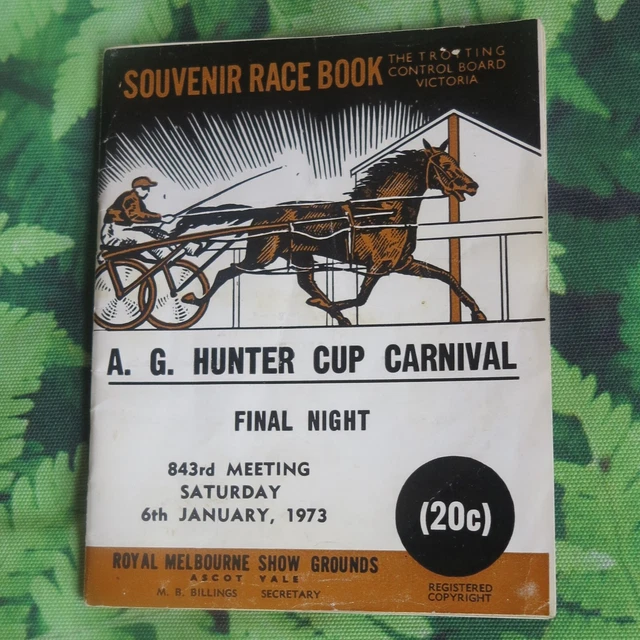 SOUVENIR RACE BOOK
THE TROTTING
CONTROL BOARD
VICTORIA
A. G. HUNTER CUP CARNIVAL
FINAL NIGHT
843rd MEETING
SATURDAY
6th JANUARY, 1973
(20c)
ROYAL MELBOURNE SHOW GROUNDS
ASCOT VALE
M. B. BILLINGS SECRETARY
REGISTERED
COPYRIGHT